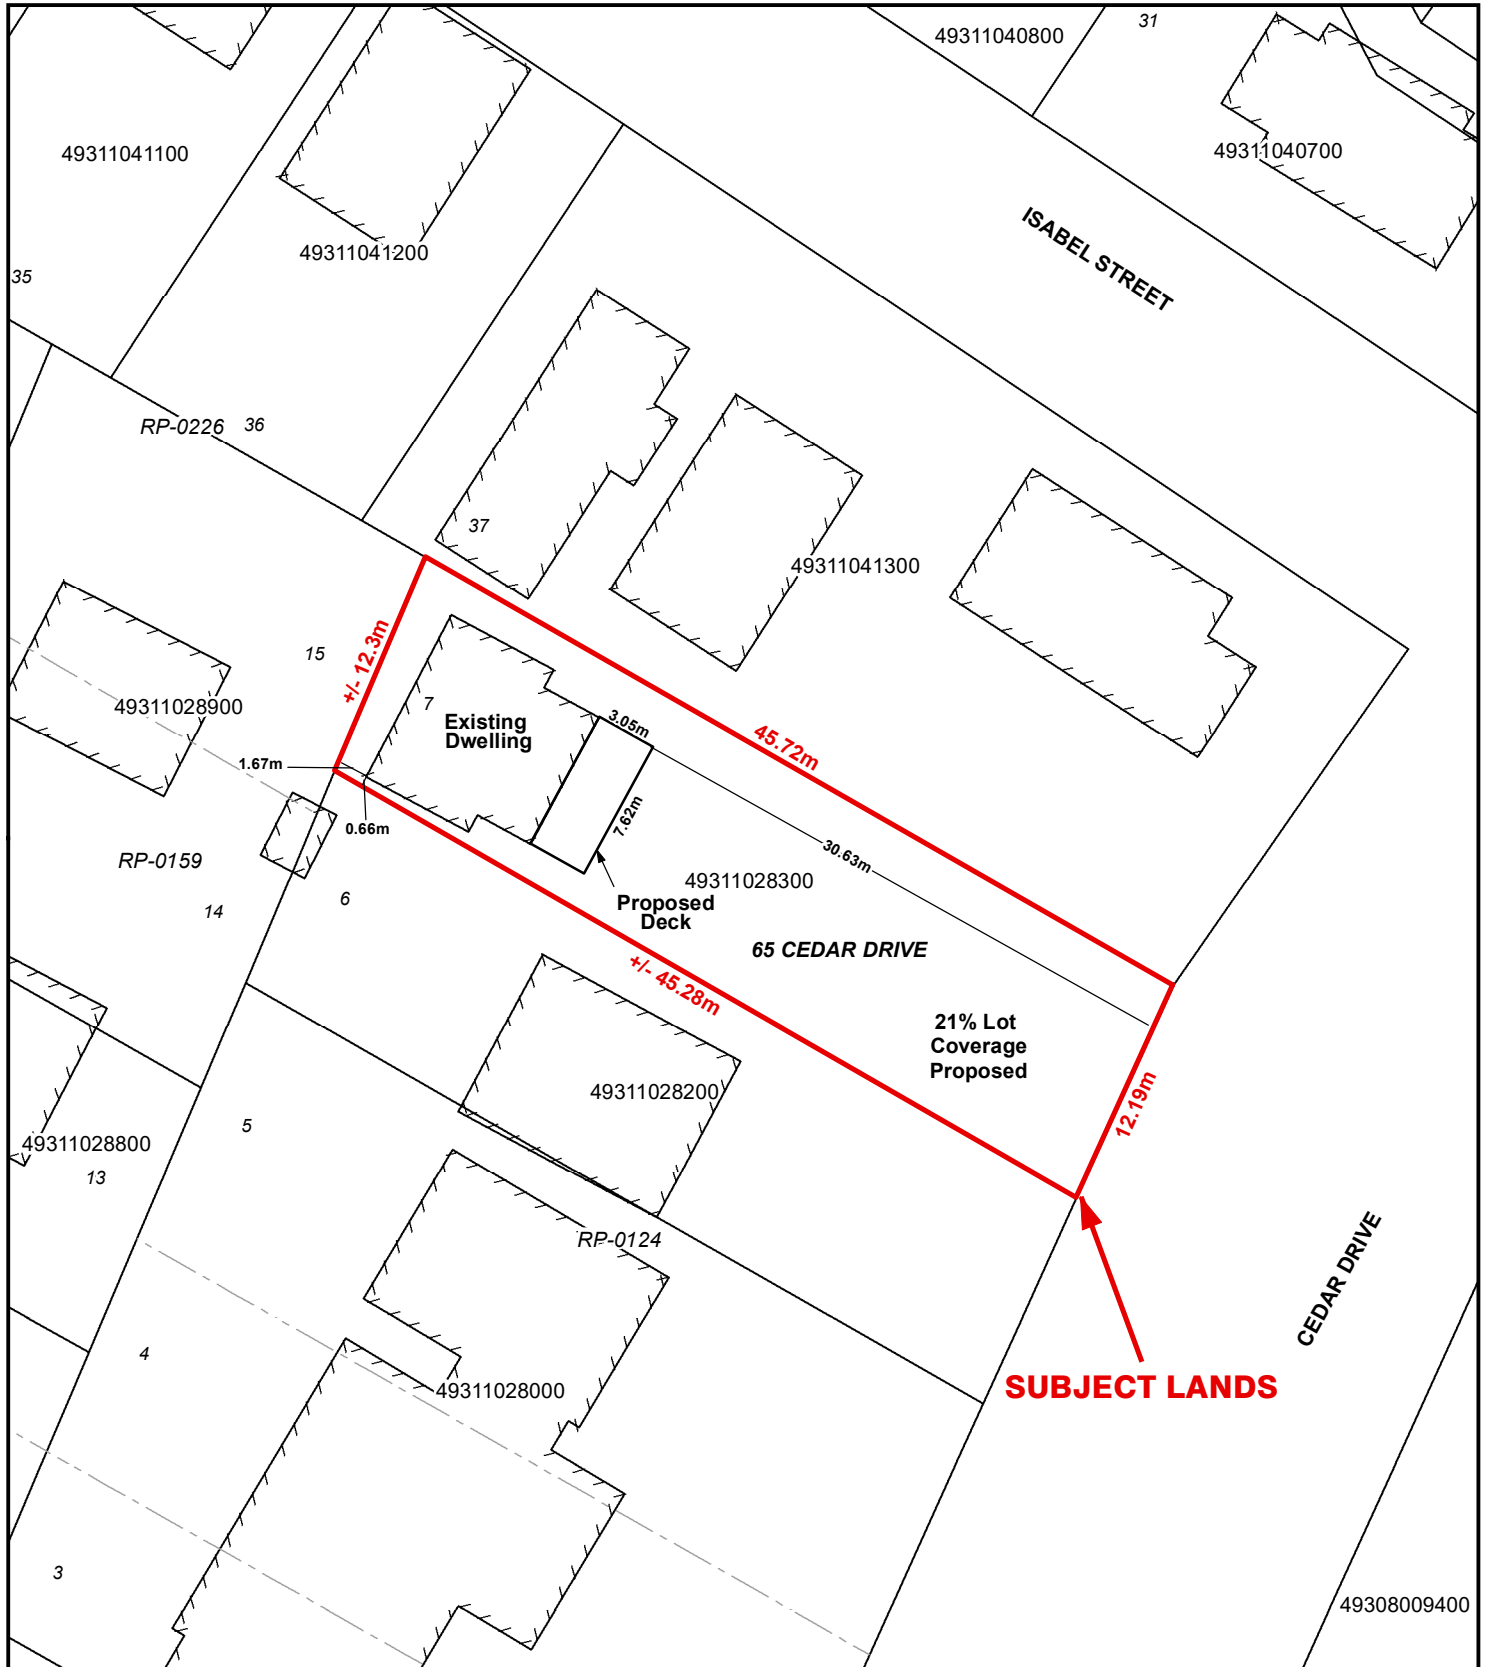 31
49311040800
49311041100
49311040700
ISABEL STREET
49311041200
35
RP-0226
36
37
49311041300
15
+/- 12.3m
49311028900
7
Existing
Dwelling
3.05m
45.72m
1.67m
0.66m
7.62m
30.63m
RP-0159
49311028300
Proposed
Deck
14
6
65 CEDAR DRIVE
+/- 45.28m
21% Lot
Coverage
Proposed
49311028200
12.19m
5
49311028800
13
RP-0124
CEDAR DRIVE
4
49311028000
SUBJECT LANDS
3
49308009400